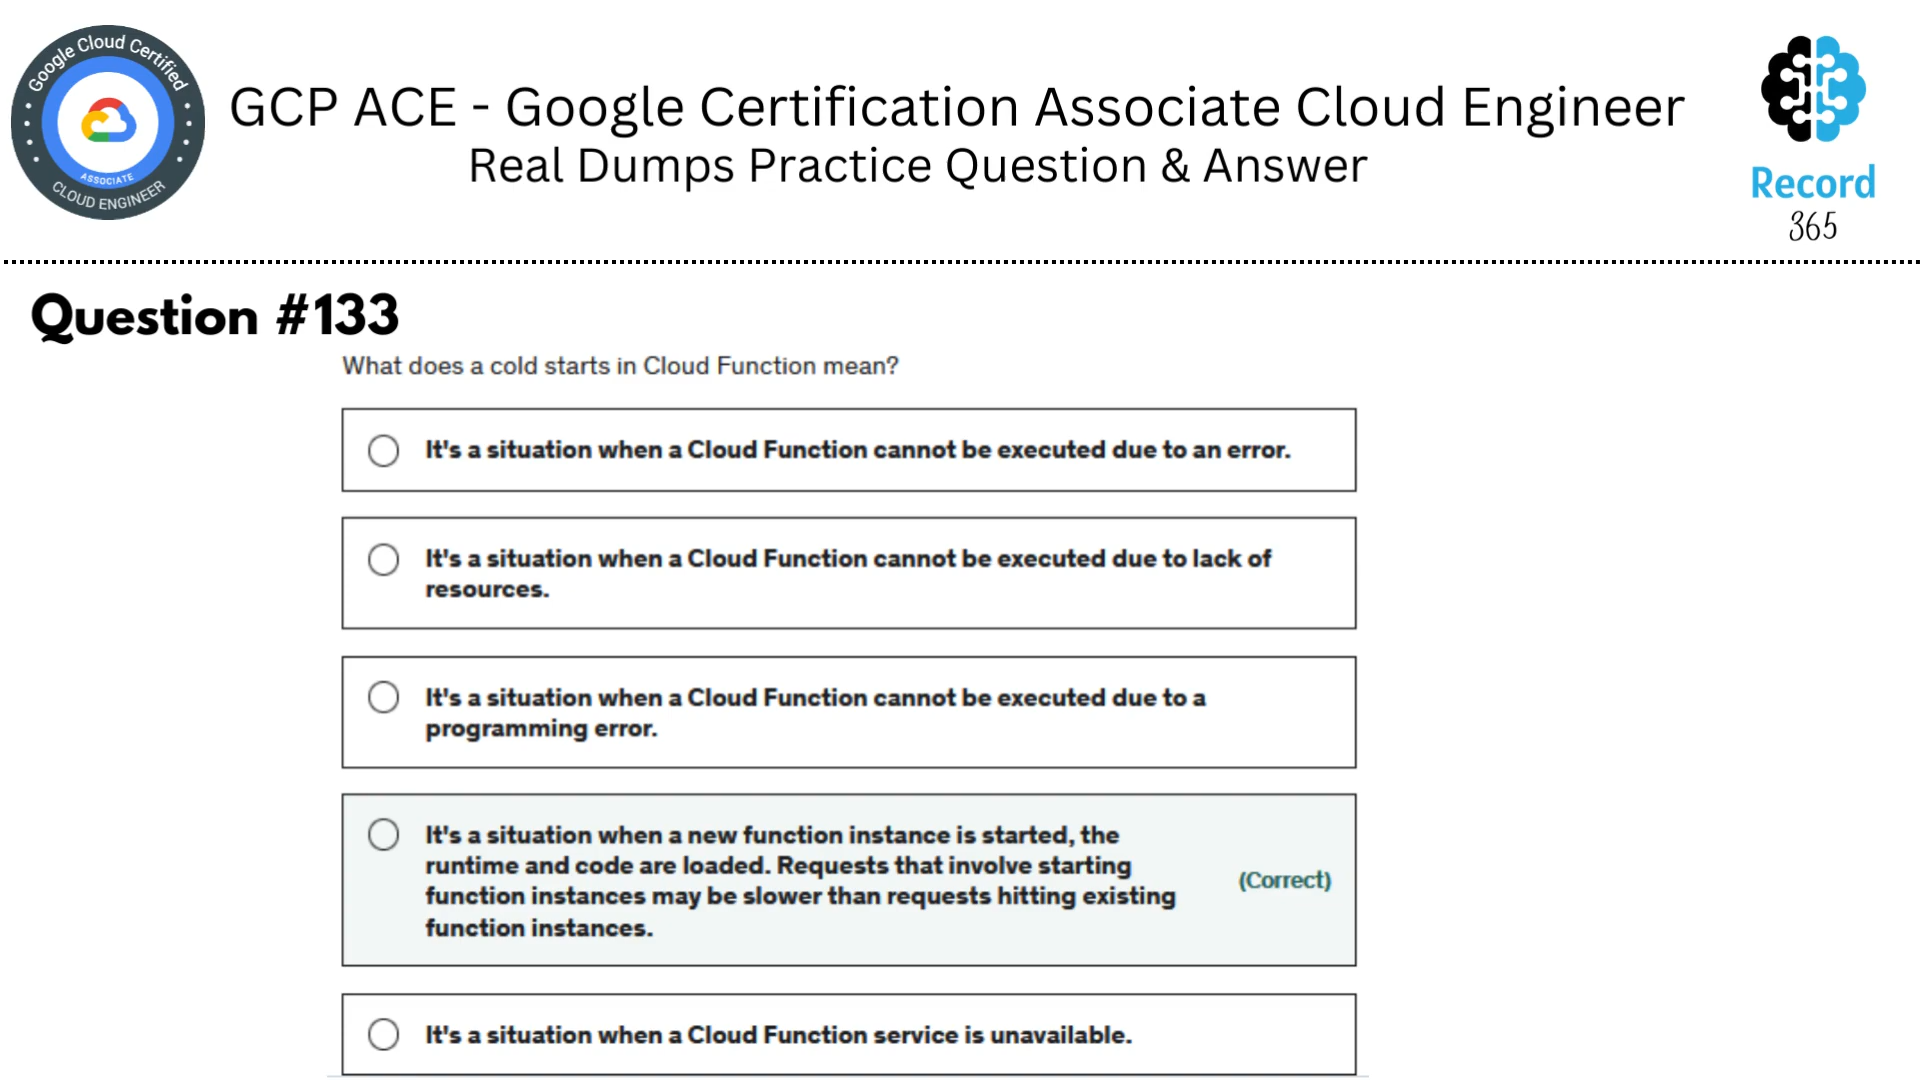 Google Cloud Certified
ASSOCIATE
CLOUD ENGINEER
GCP ACE - Google Certification Associate Cloud Engineer
Real Dumps Practice Question & Answer
Record
365
Question #133
What does a cold starts in Cloud Function mean?
It's a situation when a Cloud Function cannot be executed due to an error.
It's a situation when a Cloud Function cannot be executed due to lack of
resources.
It's a situation when a Cloud Function cannot be executed due to a
programming error.
It's a situation when a new function instance is started, the
runtime and code are loaded. Requests that involve starting
function instances may be slower than requests hitting existing
function instances.
(Correct)
It's a situation when a Cloud Function service is unavailable.